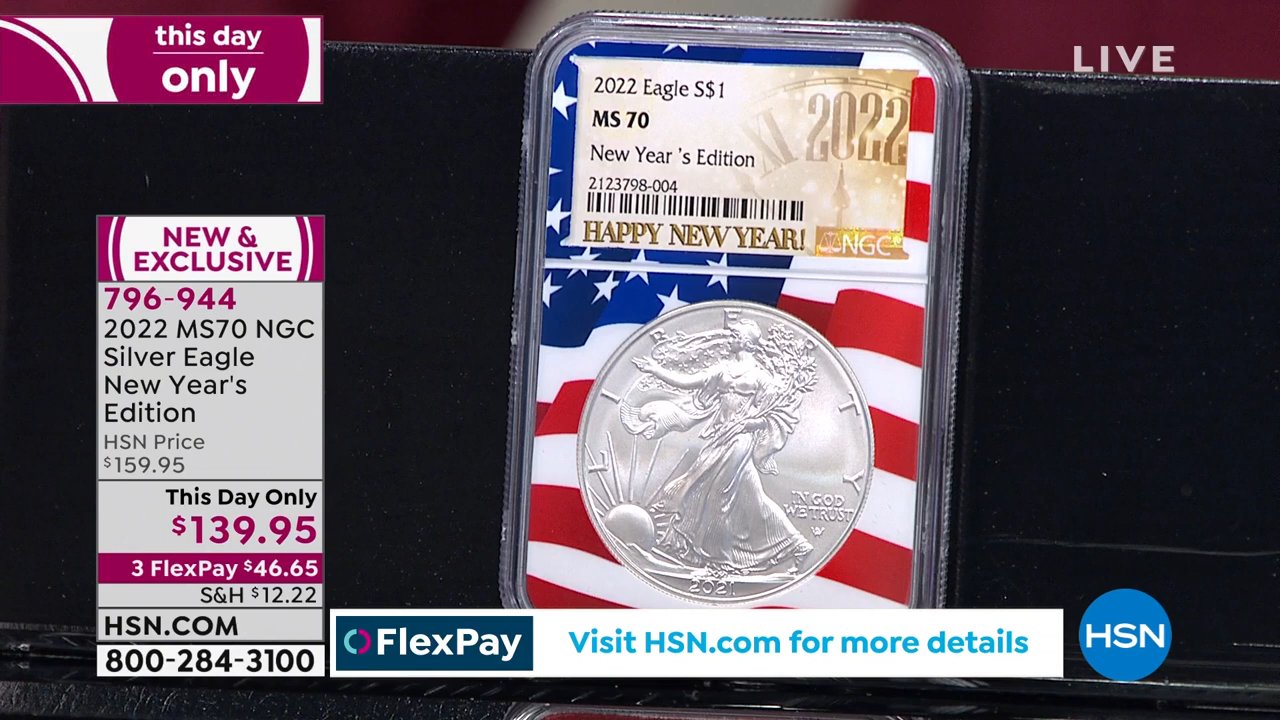 this day
only
LIVE
2022 Eagle S$1
MS 70
New Year 's Edition
2123798-004
HAPPY NEW YEAR!
2022
XI
NGC
LIBERTY
IN GOD
WE TRUST
2021
NEW &
EXCLUSIVE
796-944
2022 MS70 NGC
Silver Eagle
New Year's
Edition
HSN Price
$159.95
This Day Only
$139.95
3 FlexPay $46.65
S&H $12.22
HSN.COM
800-284-3100
FlexPay
Visit HSN.com for more details
HSN